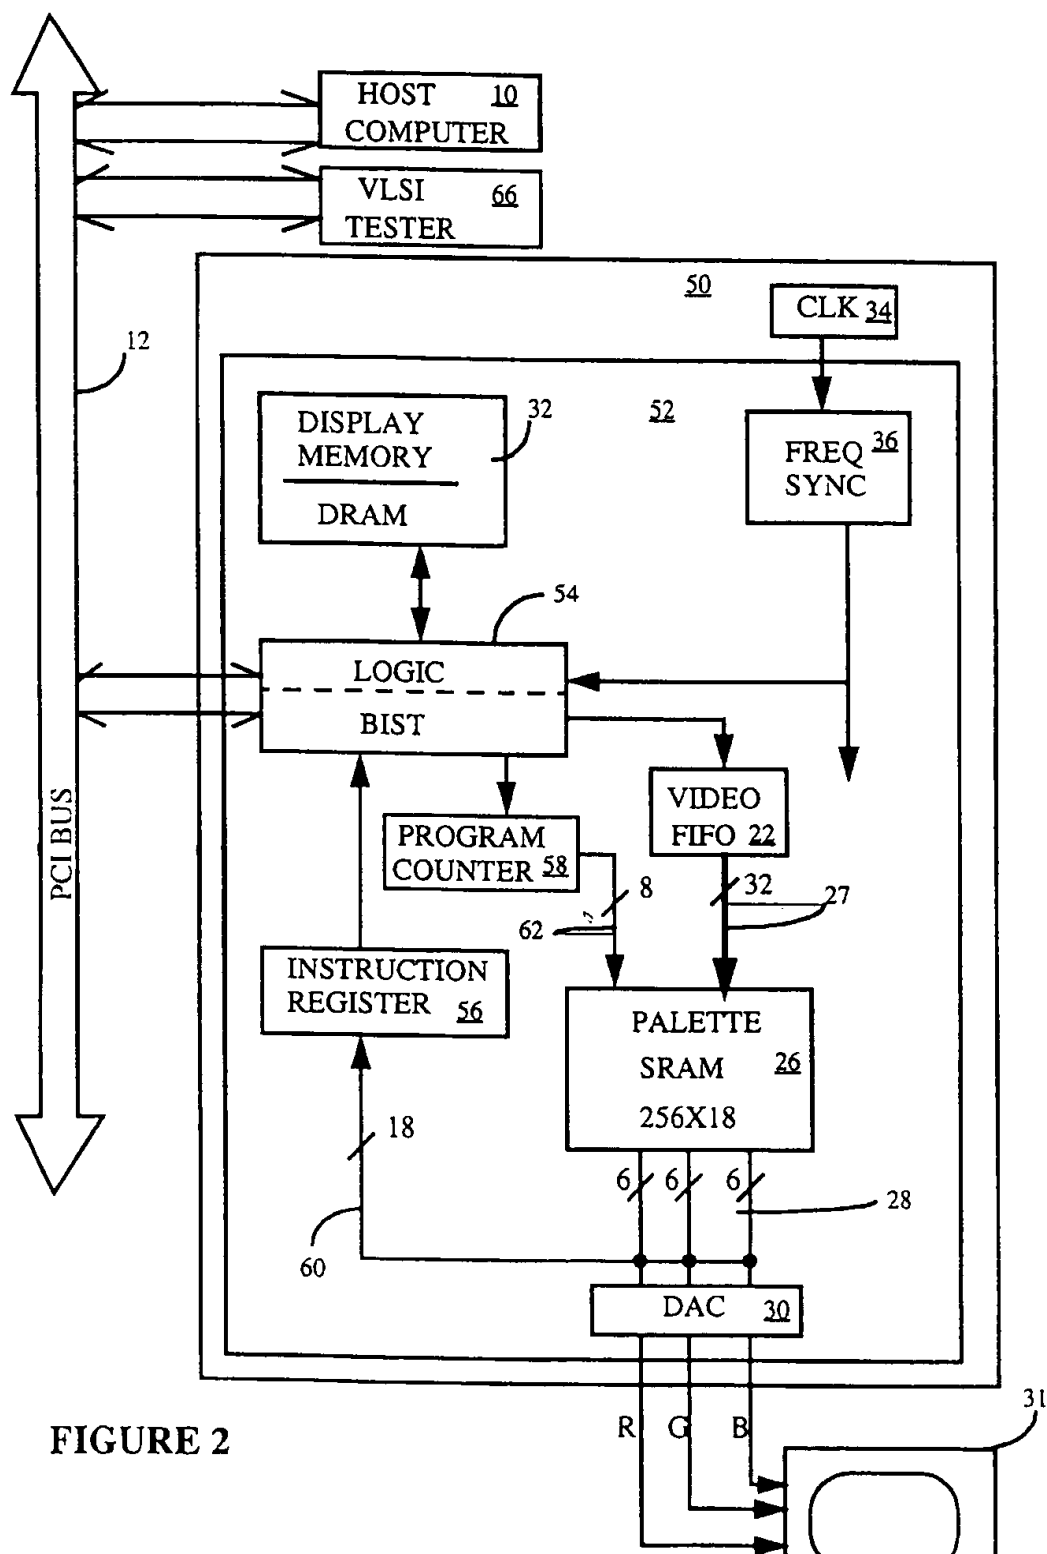 HOST 10
COMPUTER
VLSI 66
TESTER
50
CLK 34
12
52
DISPLAY
MEMORY
DRAM
32
FREQ 36
SYNC
54
LOGIC
BIST
PCI BUS
VIDEO
FIFO 22
PROGRAM
COUNTER 58
8
32
27
62
INSTRUCTION
REGISTER 56
PALETTE
SRAM 26
256X18
18
6 6 6
28
60
DAC 30
R G B
31
FIGURE 2